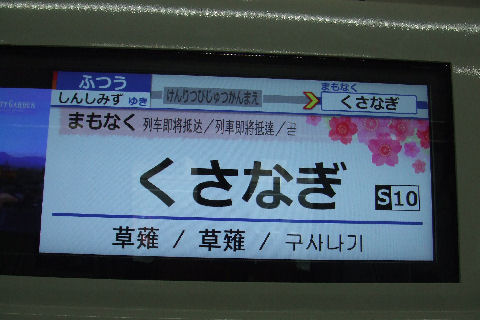 ふつう
しんしみず ゆき
けんりつびじゅつかんまえ
まもなく
くさなぎ
まもなく 列车即将抵达／列車即將抵達／곧
くさなぎ
S10
草薙 / 草薙 / 구사나기